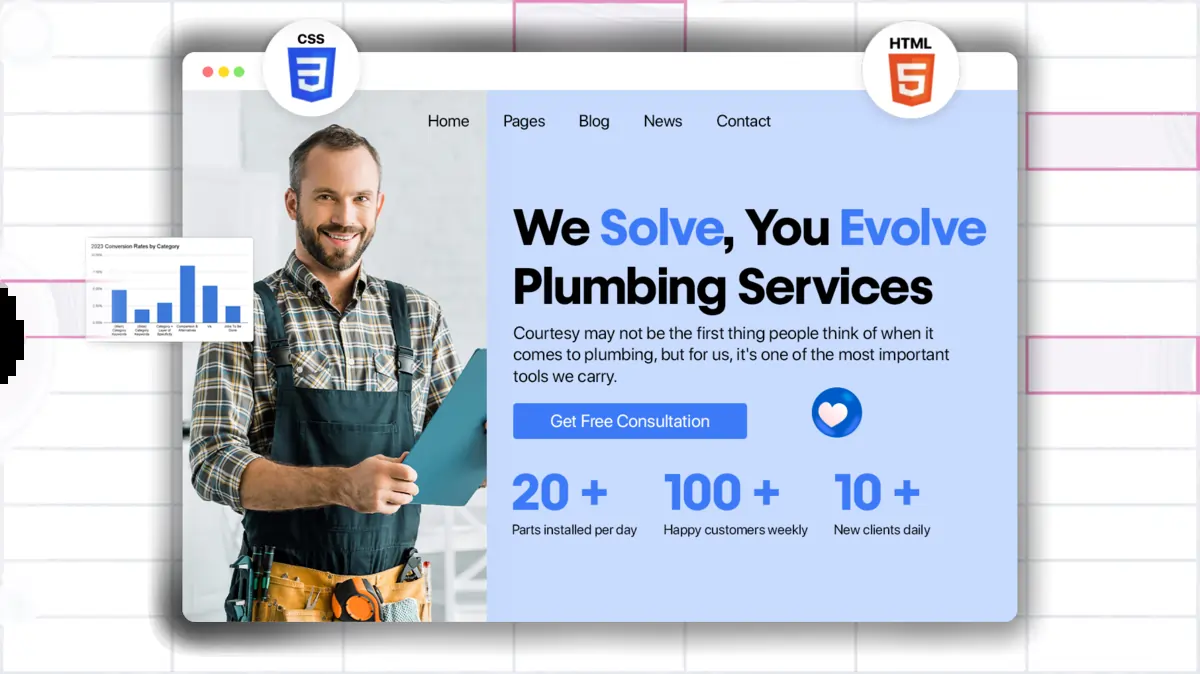 CSS
3
HTML
5
Home
Pages
Blog
News
Contact
We Solve, You Evolve
Plumbing Services
Courtesy may not be the first thing people think of when it
comes to plumbing, but for us, it's one of the most important
tools we carry.
Get Free Consultation
20 +
100 +
10 +
Parts installed per day
Happy customers weekly
New clients daily
2023 Conversion Rates by Category